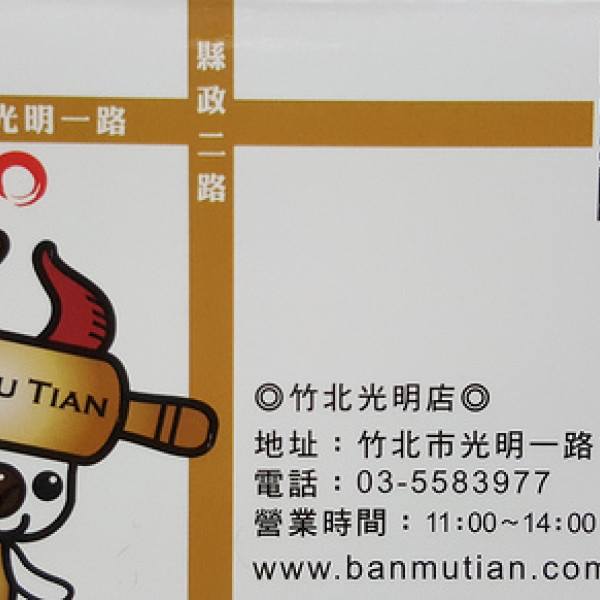 縣政二路
光明一路
U TIAN
◎竹北光明店◎
地址：竹北市光明一路
電話：03-5583977
營業時間：11:00~14:00
www.banmutian.com